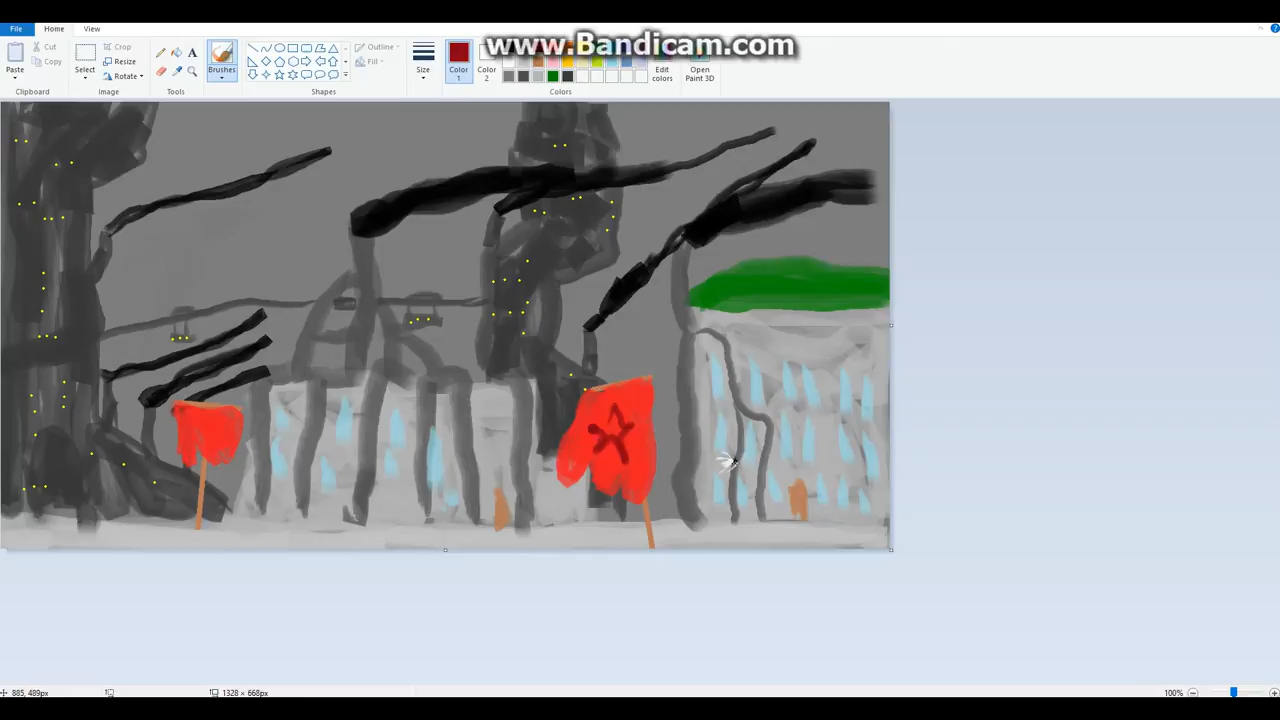 www.Bandicam.com
File Home View
Paste
Cut
Copy
Clipboard
Select
Crop
Resize
Rotate
Image
Tools
Brushes
Outline
Fill
Shapes
Size
Color
1
Color
2
Edit
colors
Open
Paint 3D
Colors
885, 489px
1328 × 668px
100%